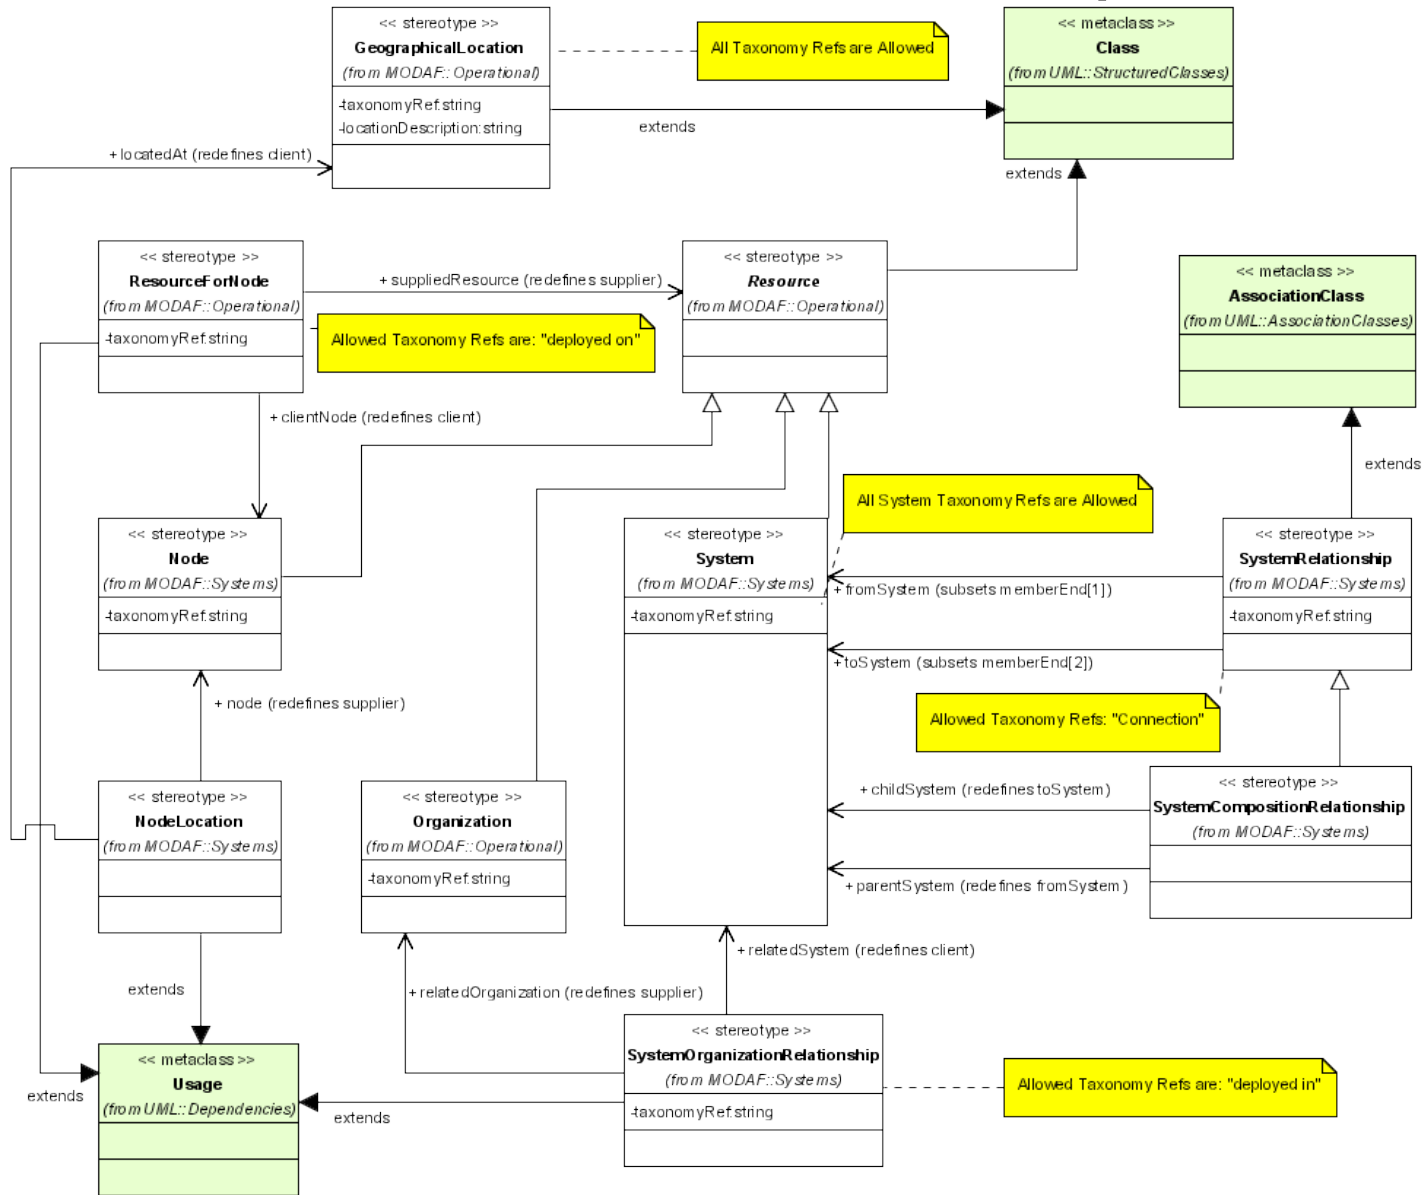 << stereotype >>
GeographicalLocation
(from MODAF:: Operational)
-taxonomyRef:string
-locationDescription:string
All Taxonomy Refs are Allowed
<< metaclass >>
Class
(from UML::StructuredClasses)
extends
+ locatedAt (redefines client)
extends
<< stereotype >>
ResourceForNode
(from MODAF::Operational)
-taxonomyRef:string
+ suppliedResource (redefines supplier)
Allowed Taxonomy Refs are: "deployed on"
<< stereotype >>
Resource
(from MODAF::Operational)
<< metaclass >>
AssociationClass
(from UML::AssociationClasses)
+ clientNode (redefines client)
extends
All System Taxonomy Refs are Allowed
<< stereotype >>
Node
(from MODAF::Systems)
-taxonomyRef:string
<< stereotype >>
System
(from MODAF::Systems)
-taxonomyRef:string
<< stereotype >>
SystemRelationship
(from MODAF::Systems)
-taxonomyRef:string
+ fromSystem (subsets memberEnd[1])
+ toSystem (subsets memberEnd[2])
+ node (redefines supplier)
Allowed Taxonomy Refs: "Connection"
<< stereotype >>
NodeLocation
(from MODAF::Systems)
<< stereotype >>
Organization
(from MODAF::Operational)
-taxonomyRef:string
+ childSystem (redefines toSystem)
<< stereotype >>
SystemCompositionRelationship
(from MODAF::Systems)
+ parentSystem (redefines fromSystem)
+ relatedSystem (redefines client)
extends
+ relatedOrganization (redefines supplier)
<< metaclass >>
Usage
(from UML:: Dependencies)
extends
extends
<< stereotype >>
SystemOrganizationRelationship
(from MODAF::Systems)
-taxonomyRef:string
Allowed Taxonomy Refs are: "deployed in"